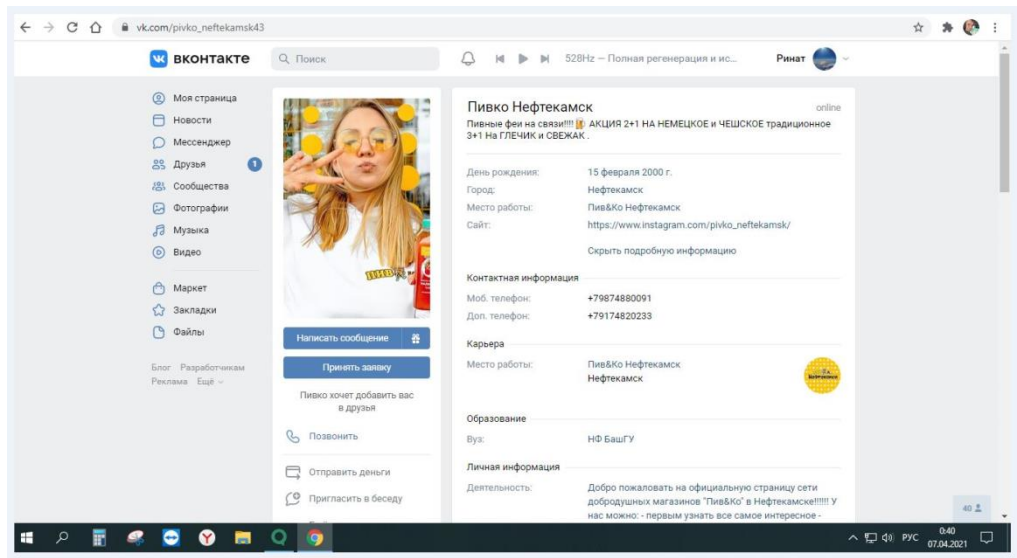 vk.com/pivko_neftekamsk43
ВКОНТАКТЕ
Поиск
528Hz — Полная регенерация и ис...
Ринат
Моя страница
Новости
Мессенджер
Друзья
1
Сообщества
Фотографии
Музыка
Видео
Маркет
Закладки
Файлы
Блог Разработчикам
Реклама Ещё
ПИВКО
Написать сообщение
Принять заявку
Пивко хочет добавить вас
в друзья
Позвонить
Отправить деньги
Пригласить в беседу
Пивко Нефтекамск
online
Пивные феи на связи!!!! АКЦИЯ 2+1 НА НЕМЕЦКОЕ и ЧЕШСКОЕ традиционное
3+1 На ГЛЕЧИК и СВЕЖАК .
День рождения: 15 февраля 2000 г.
Город: Нефтекамск
Место работы: Пив&Ко Нефтекамск
Сайт: https://www.instagram.com/pivko_neftekamsk/
Скрыть подробную информацию
Контактная информация
Моб. телефон: +79874880091
Доп. телефон: +79174820233
Карьера
Место работы: Пив&Ко Нефтекамск
Нефтекамск
Образование
Вуз: НФ БашГУ
Личная информация
Деятельность: Добро пожаловать на официальную страницу сети
добродушных магазинов "Пив&Ко" в Нефтекамске!!!!!! У
нас можно: - первым узнать все самое интересное -
40
РУС
0:40
07.04.2021